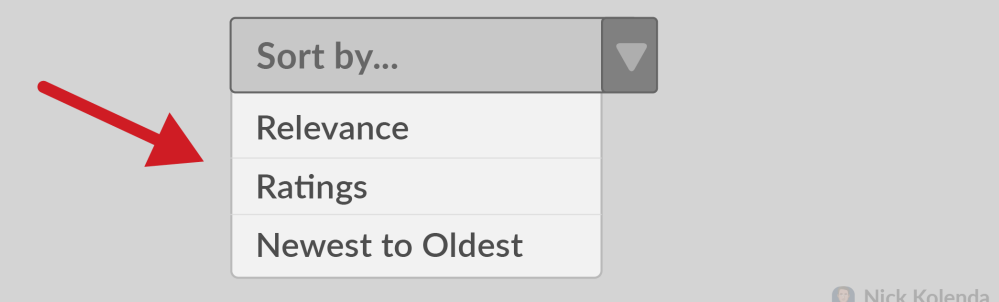 Sort by...
Relevance
Ratings
Newest to Oldest
Nick Kolenda